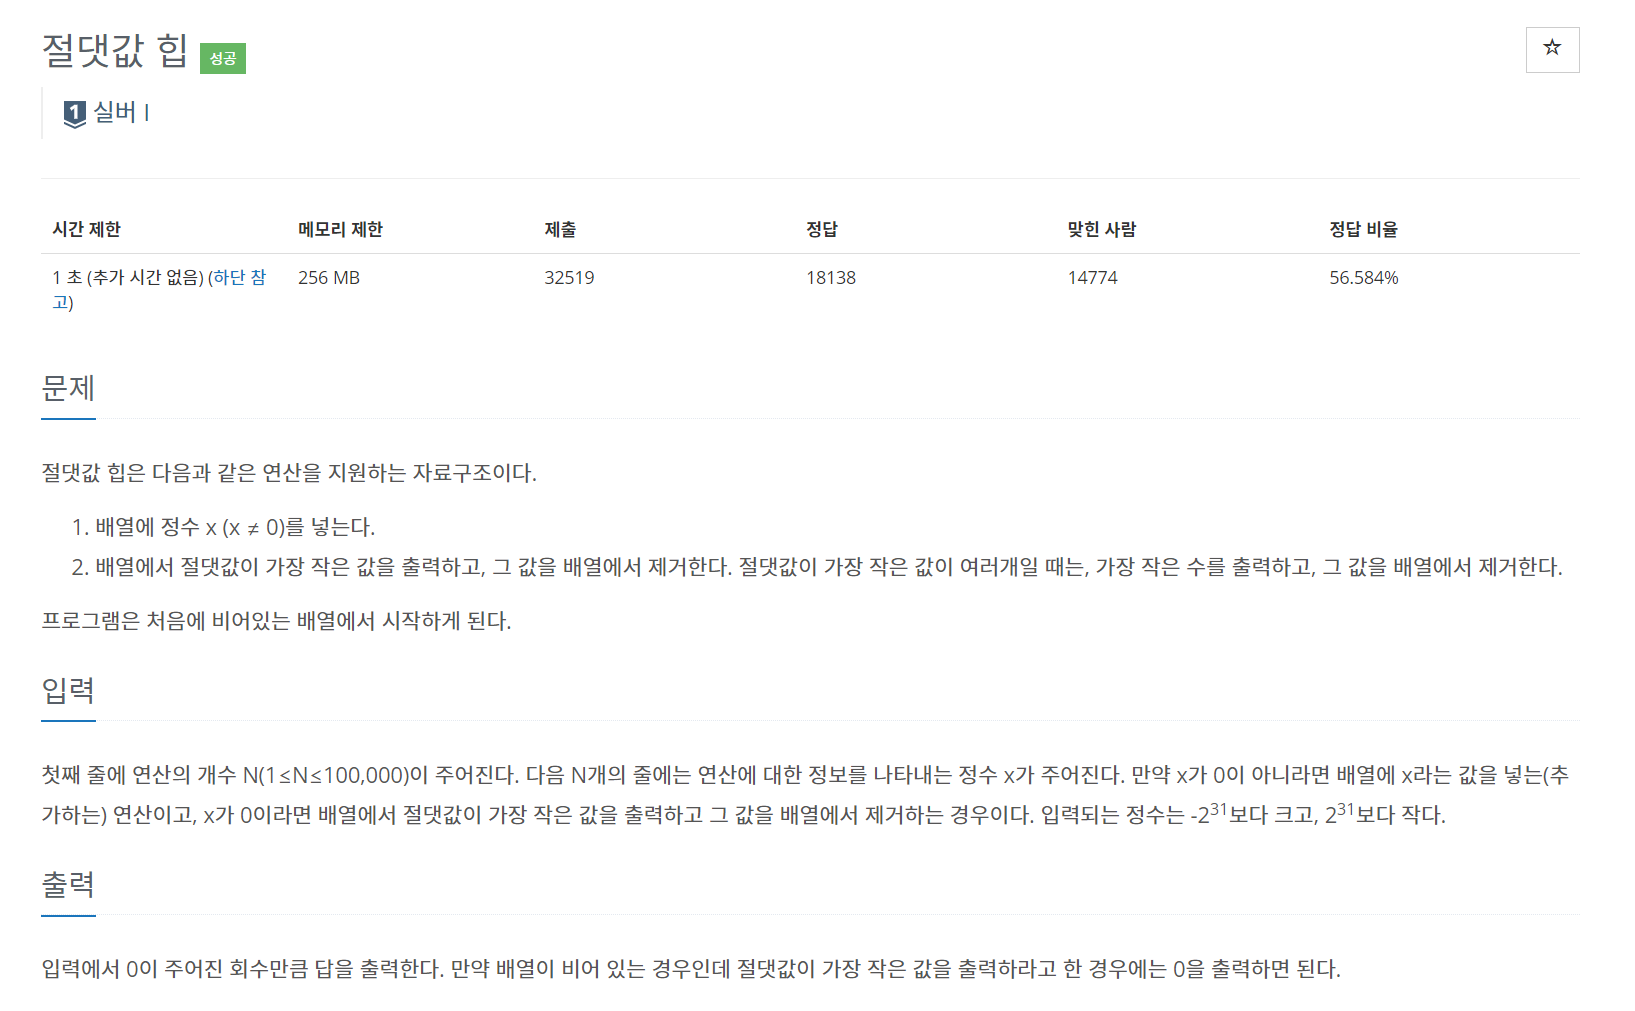 절댓값 힙 성공
☆
1 실버 I
시간 제한 메모리 제한 제출 정답 맞힌 사람 정답 비율
1 초 (추가 시간 없음) (하단 참 256 MB 32519 18138 14774 56.584%
고)
문제
절댓값 힙은 다음과 같은 연산을 지원하는 자료구조이다.
1. 배열에 정수 x (x ≠ 0)를 넣는다.
2. 배열에서 절댓값이 가장 작은 값을 출력하고, 그 값을 배열에서 제거한다. 절댓값이 가장 작은 값이 여러개일 때는, 가장 작은 수를 출력하고, 그 값을 배열에서 제거한다.
프로그램은 처음에 비어있는 배열에서 시작하게 된다.
입력
첫째 줄에 연산의 개수 N(1≤N≤100,000)이 주어진다. 다음 N개의 줄에는 연산에 대한 정보를 나타내는 정수 x가 주어진다. 만약 x가 0이 아니라면 배열에 x라는 값을 넣는(추
가하는) 연산이고, x가 0이라면 배열에서 절댓값이 가장 작은 값을 출력하고 그 값을 배열에서 제거하는 경우이다. 입력되는 정수는 -2³¹보다 크고, 2³¹보다 작다.
출력
입력에서 0이 주어진 회수만큼 답을 출력한다. 만약 배열이 비어 있는 경우인데 절댓값이 가장 작은 값을 출력하라고 한 경우에는 0을 출력하면 된다.